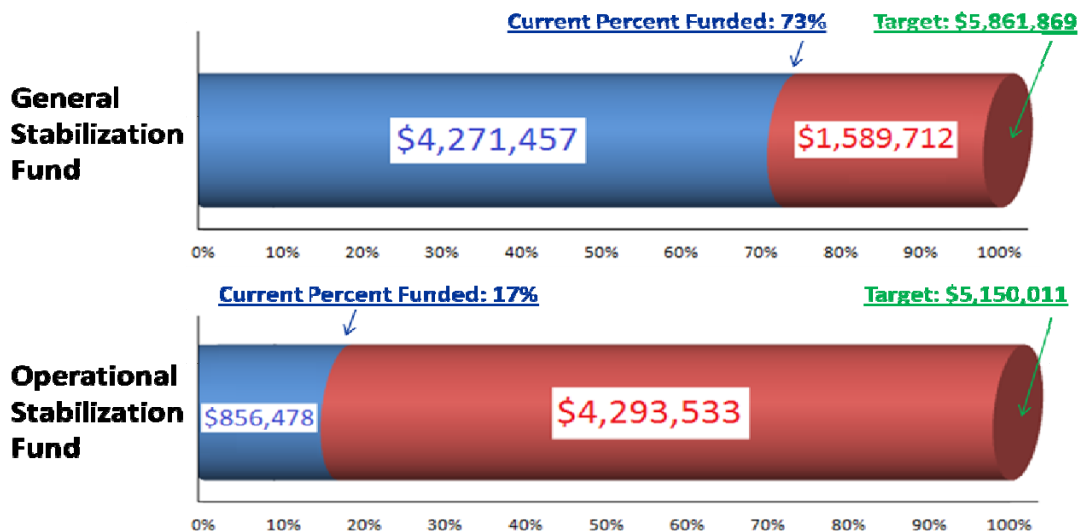 Current Percent Funded: 73%
Target: $5,861,869
General
Stabilization
Fund
$4,271,457
$1,589,712
0% 10% 20% 30% 40% 50% 60% 70% 80% 90% 100%
Current Percent Funded: 17%
Target: $5,150,011
Operational
Stabilization
Fund
$856,478
$4,293,533
0% 10% 20% 30% 40% 50% 60% 70% 80% 90% 100%